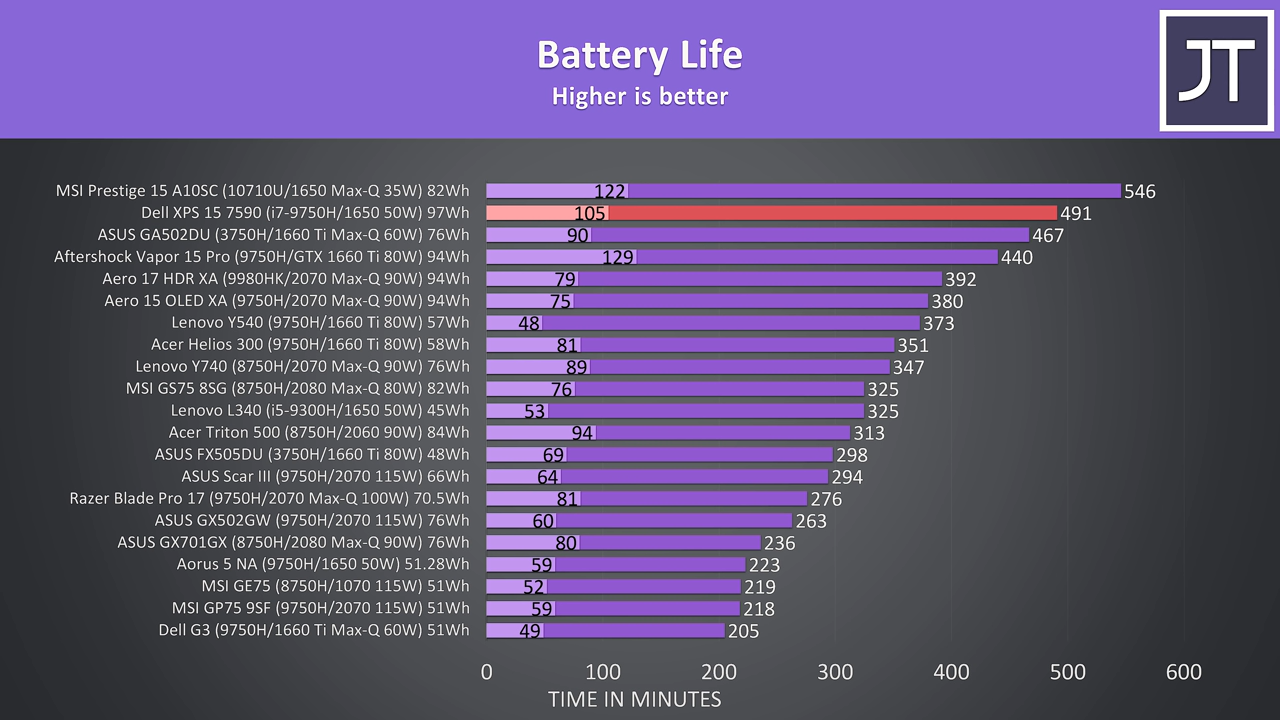 Battery Life
Higher is better
JT
MSI Prestige 15 A10SC (10710U/1650 Max-Q 35W) 82Wh 122 546
Dell XPS 15 7590 (i7-9750H/1650 50W) 97Wh 105 491
ASUS GA502DU (3750H/1660 Ti Max-Q 60W) 76Wh 90 467
Aftershock Vapor 15 Pro (9750H/GTX 1660 Ti 80W) 94Wh 129 440
Aero 17 HDR XA (9980HK/2070 Max-Q 90W) 94Wh 79 392
Aero 15 OLED XA (9750H/2070 Max-Q 90W) 94Wh 75 380
Lenovo Y540 (9750H/1660 Ti 80W) 57Wh 48 373
Acer Helios 300 (9750H/1660 Ti 80W) 58Wh 81 351
Lenovo Y740 (8750H/2070 Max-Q 90W) 76Wh 89 347
MSI GS75 8SG (8750H/2080 Max-Q 80W) 82Wh 76 325
Lenovo L340 (i5-9300H/1650 50W) 45Wh 53 325
Acer Triton 500 (8750H/2060 90W) 84Wh 94 313
ASUS FX505DU (3750H/1660 Ti 80W) 48Wh 69 298
ASUS Scar III (9750H/2070 115W) 66Wh 64 294
Razer Blade Pro 17 (9750H/2070 Max-Q 100W) 70.5Wh 81 276
ASUS GX502GW (9750H/2070 115W) 76Wh 60 263
ASUS GX701GX (8750H/2080 Max-Q 90W) 76Wh 80 236
Aorus 5 NA (9750H/1650 50W) 51.28Wh 59 223
MSI GE75 (8750H/1070 115W) 51Wh 52 219
MSI GP75 9SF (9750H/2070 115W) 51Wh 59 218
Dell G3 (9750H/1660 Ti Max-Q 60W) 51Wh 49 205
0 100 200 300 400 500 600
TIME IN MINUTES